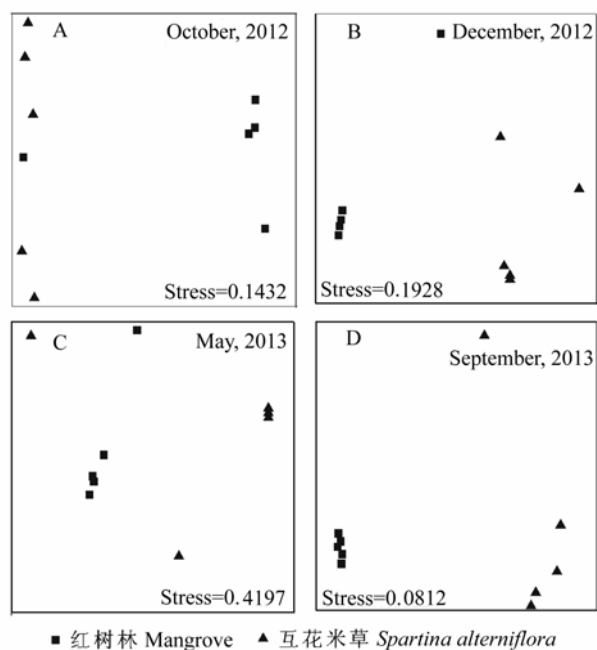 A
October, 2012
Stress=0.1432
B
December, 2012
Stress=0.1928
C
May, 2013
Stress=0.4197
D
September, 2013
Stress=0.0812
■ 红树林 Mangrove ▲ 互花米草 Spartina alterniflora